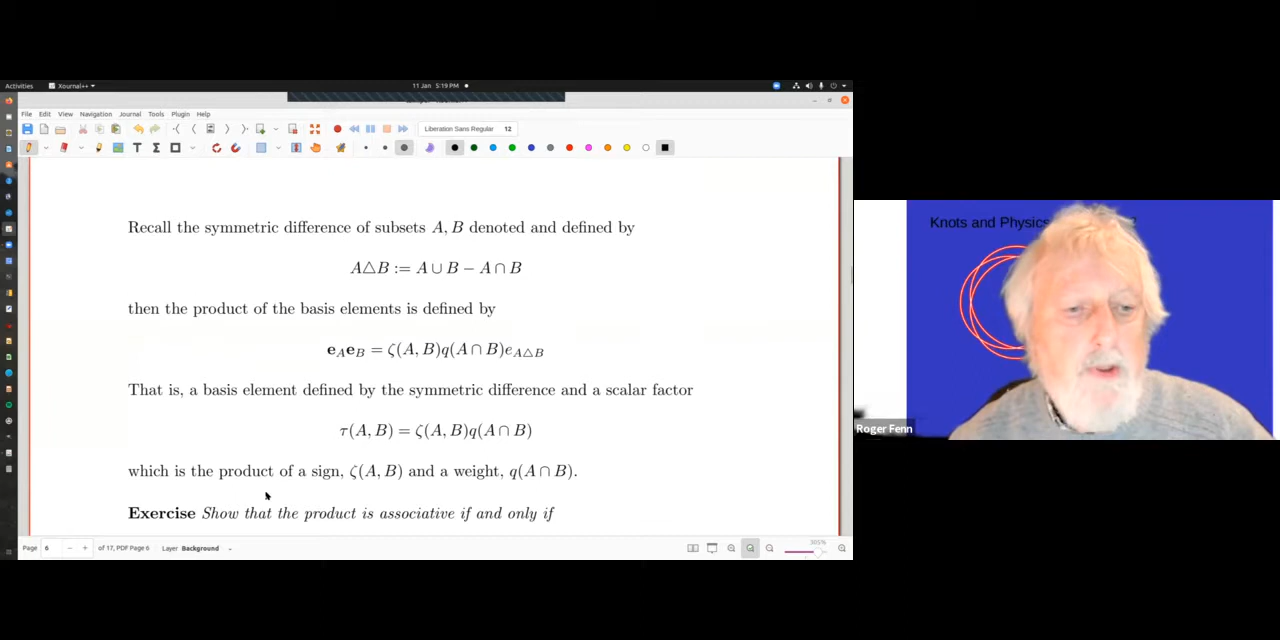 Activities
Xournal++
11 Jan 5:19 PM
File Edit View Navigation Journal Tools Plugin Help
Liberation Sans Regular 12
Recall the symmetric difference of subsets A, B denoted and defined by
A△B := A ∪ B − A ∩ B
then the product of the basis elements is defined by
e_A e_B = ζ(A, B)q(A ∩ B)e_{A△B}
That is, a basis element defined by the symmetric difference and a scalar factor
τ(A, B) = ζ(A, B)q(A ∩ B)
which is the product of a sign, ζ(A, B) and a weight, q(A ∩ B).
Exercise Show that the product is associative if and only if
Page 6 of 17, PDF Page 6 Layer Background
305%
Knots and Physics
Roger Fenn